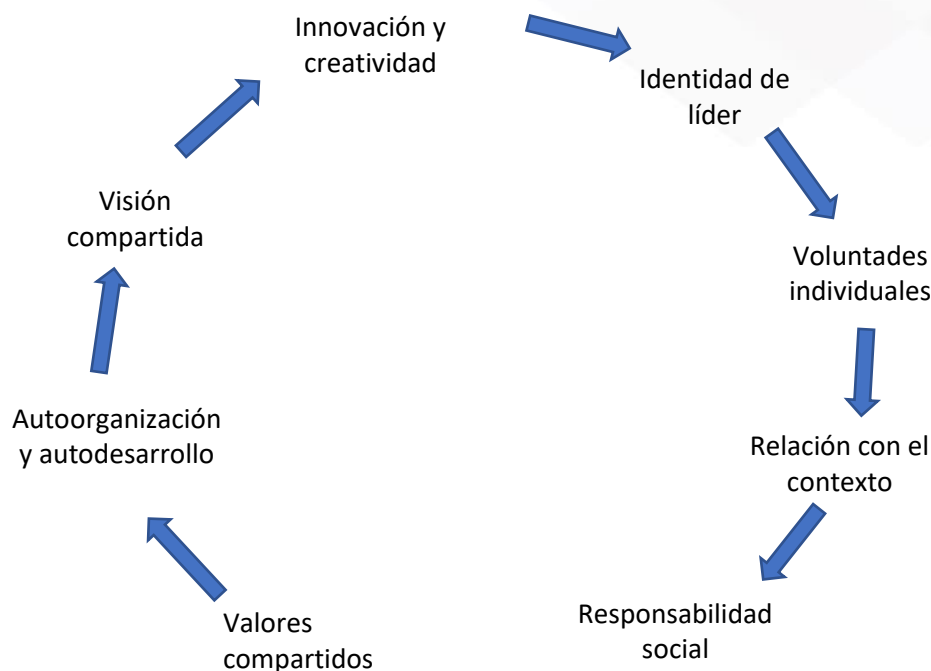 Innovación y
creatividad
Identidad de
líder
Voluntades
individuales
Relación con el
contexto
Responsabilidad
social
Valores
compartidos
Autoorganización
y autodesarrollo
Visión
compartida